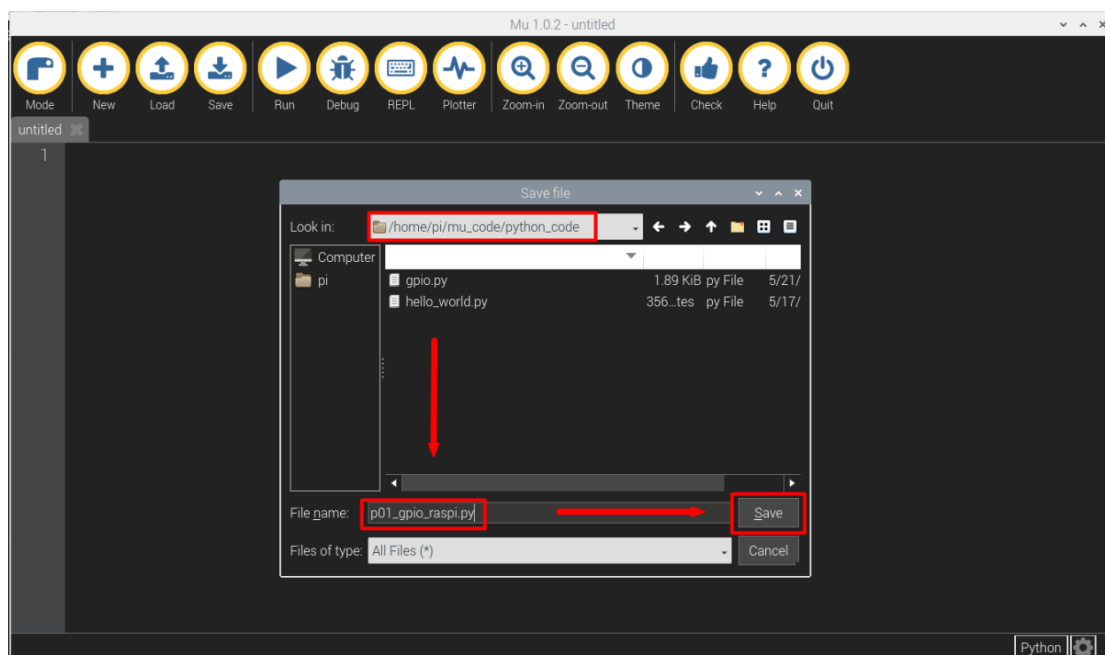 Mu 1.0.2 - untitled
Mode New Load Save Run Debug REPL Plotter Zoom-in Zoom-out Theme Check Help Quit
untitled
1
Save file
Look in: /home/pi/mu_code/python_code
Computer
pi
gpio.py 1.89 KiB py File 5/21/
hello_world.py 356...tes py File 5/17/
File name: p01_gpio_raspi.py Save
Files of type: All Files (*) Cancel
Python